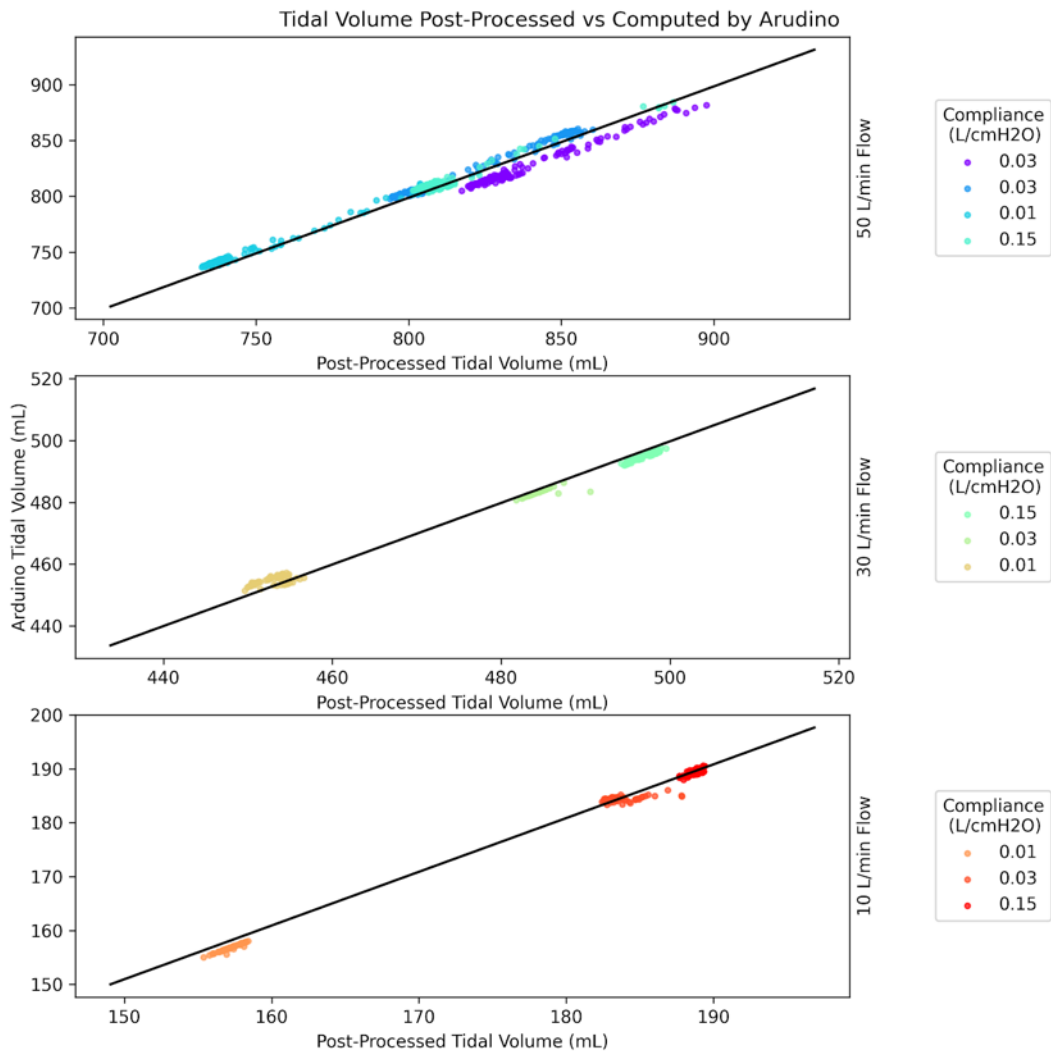 Tidal Volume Post-Processed vs Computed by Arudino
900
850
800
750
700
700
750
800
850
900
Post-Processed Tidal Volume (mL)
50 L/min Flow
Compliance
(L/cmH2O)
0.03
0.03
0.01
0.15
Arduino Tidal Volume (mL)
520
500
480
460
440
440
460
480
500
520
Post-Processed Tidal Volume (mL)
30 L/min Flow
Compliance
(L/cmH2O)
0.15
0.03
0.01
200
190
180
170
160
150
150
160
170
180
190
Post-Processed Tidal Volume (mL)
10 L/min Flow
Compliance
(L/cmH2O)
0.01
0.03
0.15